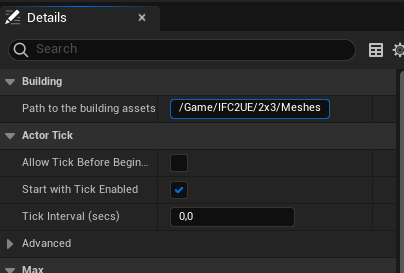 Details
Search
Building
Path to the building assets /Game/IFC2UE/2x3/Meshes
Actor Tick
Allow Tick Before Begin...
Start with Tick Enabled
Tick Interval (secs) 0,0
Advanced
Max